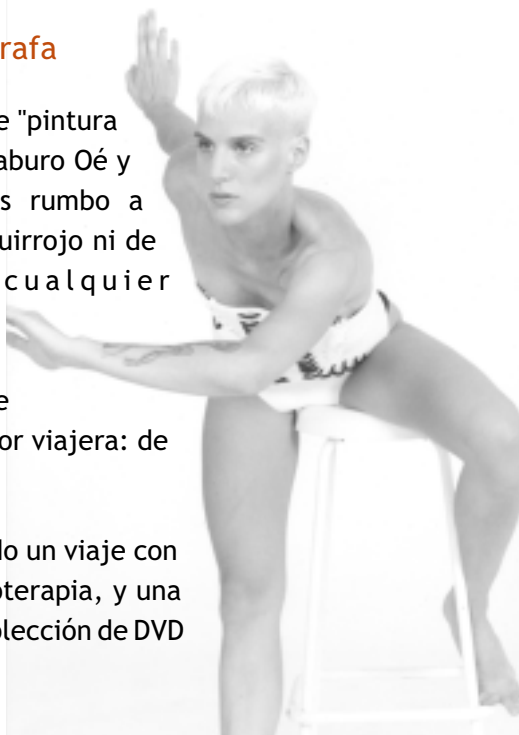 rafa
e "pintura
aburo Oé y
s rumbo a
uirrojo ni de
cualquier
e
or viajera: de
do un viaje con
oterapia, y una
olección de DVD